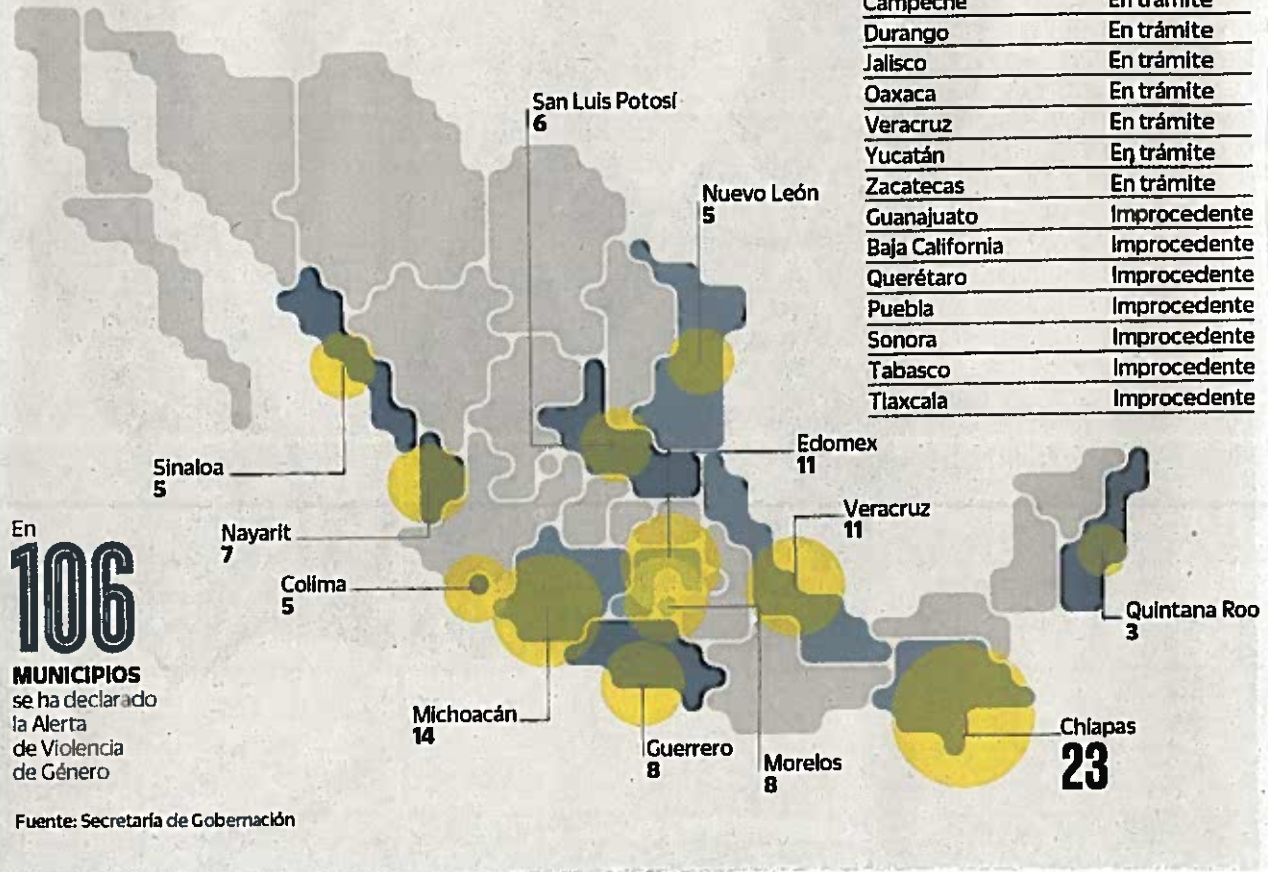 Campeche En trámite
Durango En trámite
Jalisco En trámite
Oaxaca En trámite
Veracruz En trámite
Yucatán En trámite
Zacatecas En trámite
Guanajuato Improcedente
Baja California Improcedente
Querétaro Improcedente
Puebla Improcedente
Sonora Improcedente
Tabasco Improcedente
Tlaxcala Improcedente
San Luis Potosí
6
Nuevo León
5
Edomex
11
Sinaloa
5
Veracruz
11
Nayarit
7
Colima
5
Quintana Roo
3
Michoacán
14
Guerrero
8
Morelos
8
Chiapas
23
En
106
MUNICIPIOS
se ha declarado
la Alerta
de Violencia
de Género
Fuente: Secretaría de Gobernación